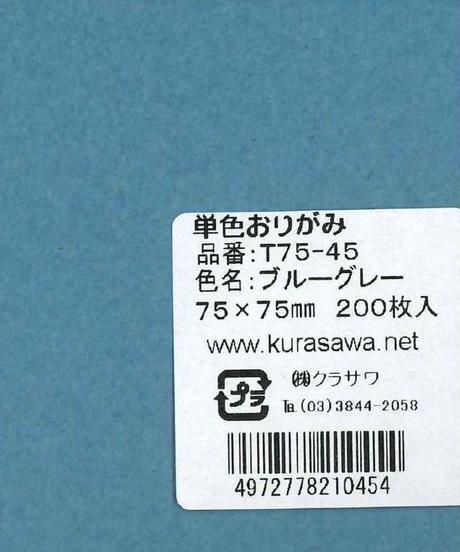 単色おりがみ
品番:T75-45
色名:ブルーグレー
75×75㎜ 200枚入
www.kurasawa.net
プラ
㈱クラサワ
℡(03)3844-2058
4972778210454